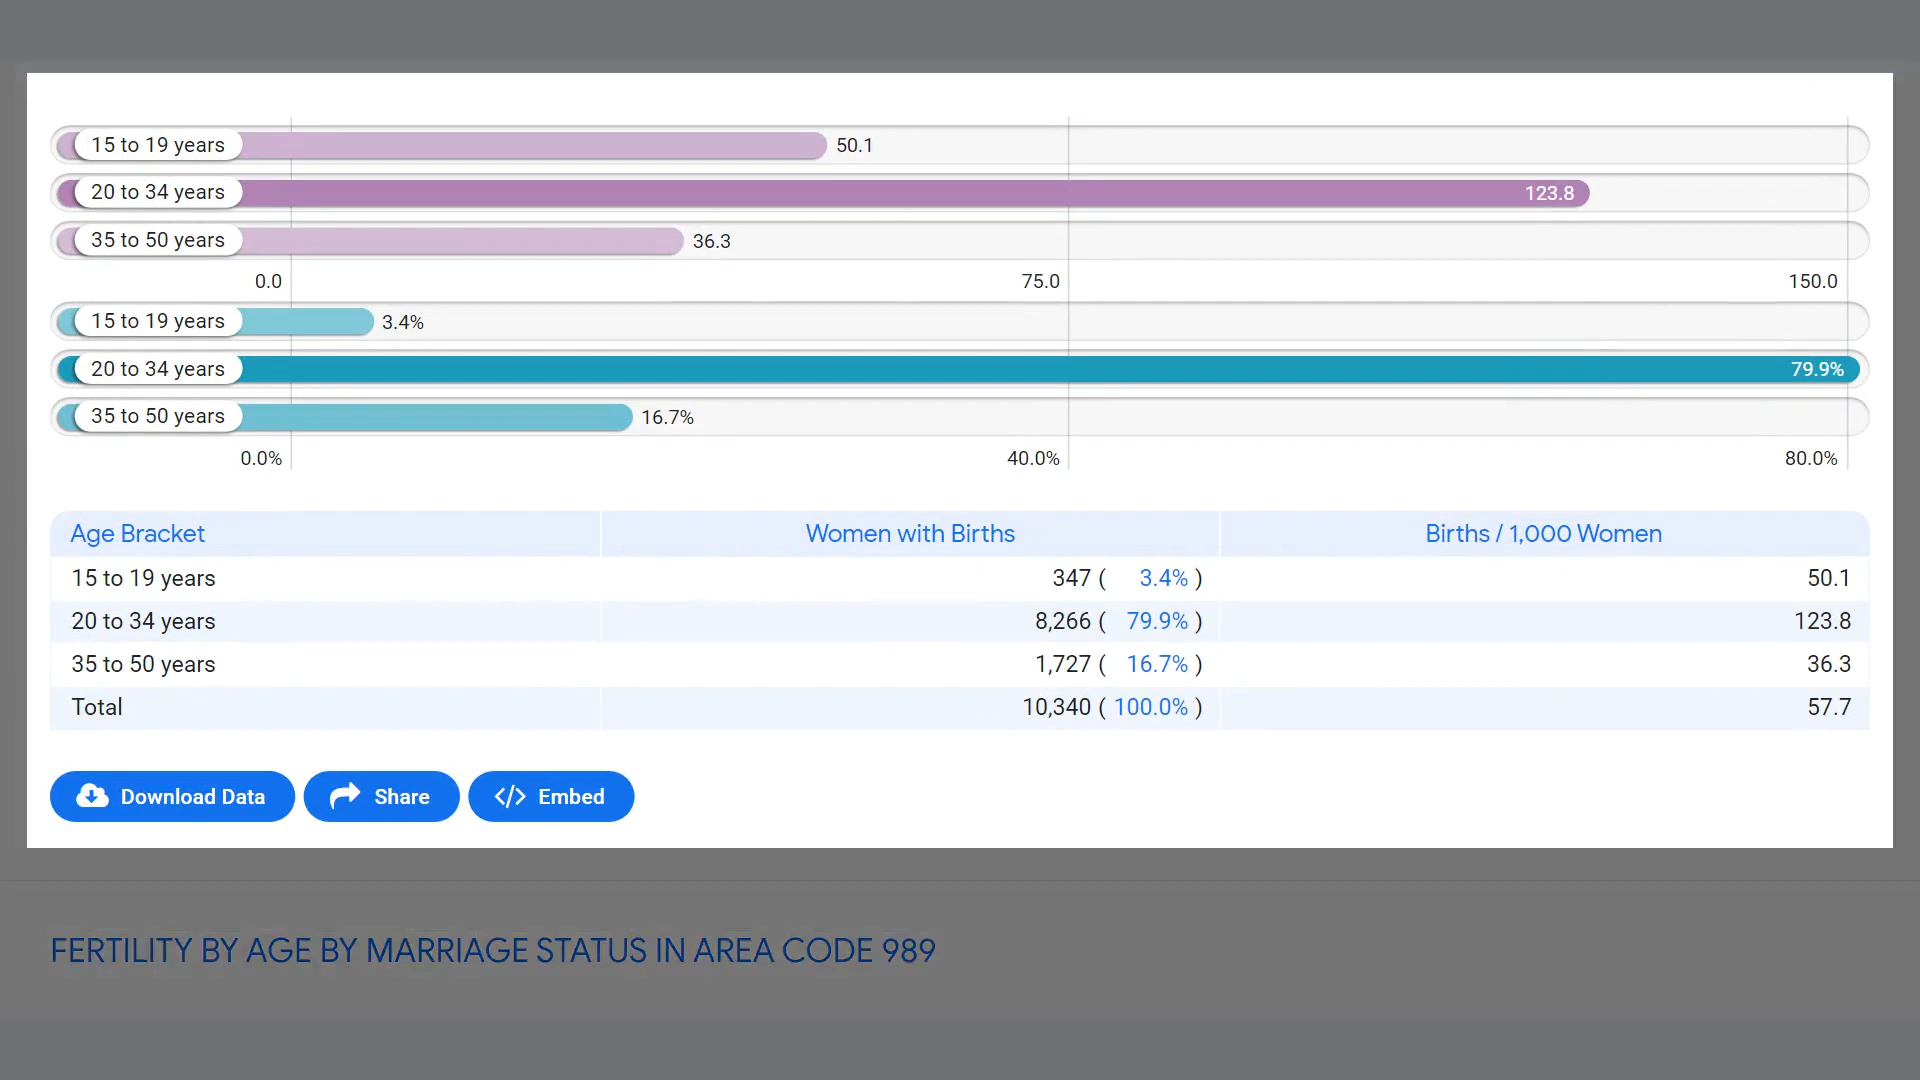 15 to 19 years 50.1
20 to 34 years 123.8
35 to 50 years 36.3
0.0 75.0 150.0
15 to 19 years 3.4%
20 to 34 years 79.9%
35 to 50 years 16.7%
0.0% 40.0% 80.0%
Age Bracket Women with Births Births / 1,000 Women
15 to 19 years 347 ( 3.4% ) 50.1
20 to 34 years 8,266 ( 79.9% ) 123.8
35 to 50 years 1,727 ( 16.7% ) 36.3
Total 10,340 ( 100.0% ) 57.7
Download Data Share </> Embed
FERTILITY BY AGE BY MARRIAGE STATUS IN AREA CODE 989